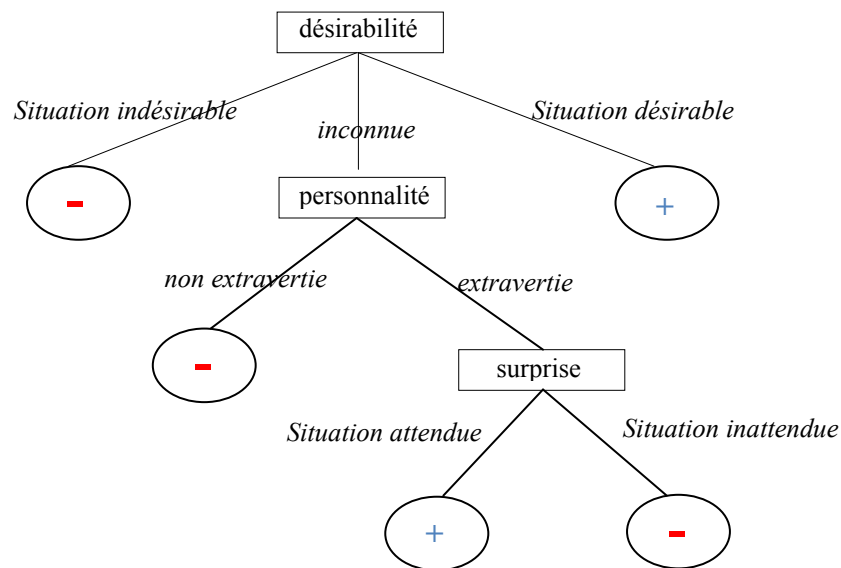 désirabilité
Situation indésirable
inconnue
Situation désirable
-
personnalité
+
non extravertie
extravertie
-
surprise
Situation attendue
Situation inattendue
+
-